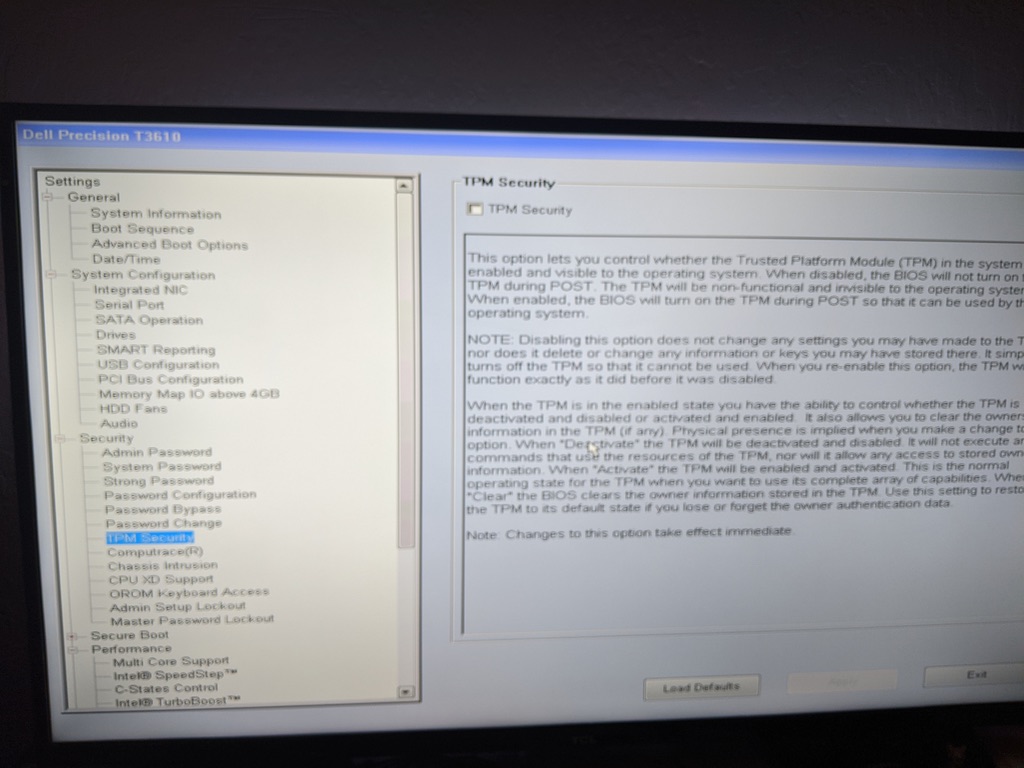 Dell Precision T3610
Settings
General
System Information
Boot Sequence
Advanced Boot Options
Date/Time
System Configuration
Integrated NIC
Serial Port
SATA Operation
Drives
SMART Reporting
USB Configuration
PCI Bus Configuration
Memory Map IO above 4GB
HDD Fans
Audio
Security
Admin Password
System Password
Strong Password
Password Configuration
Password Bypass
Password Change
TPM Security
Computrace(R)
Chassis Intrusion
CPU XD Support
OROM Keyboard Access
Admin Setup Lockout
Master Password Lockout
Secure Boot
Performance
Multi Core Support
Intel® SpeedStep™
C-States Control
Intel® TurboBoost™
TPM Security
TPM Security
This option lets you control whether the Trusted Platform Module (TPM) in the system
enabled and visible to the operating system. When disabled, the BIOS will not turn on
TPM during POST. The TPM will be non-functional and invisible to the operating
When enabled, the BIOS will turn on the TPM during POST so that it can be used by
operating system.
NOTE: Disabling this option does not change any settings you may have made to the
nor does it delete or change any information or keys you may have stored there. It
turns off the TPM so that it cannot be used. When you re-enable this option, the TPM
function exactly as it did before it was disabled.
When the TPM is in the enabled state you have the ability to control whether the TPM is
deactivated and disabled or activated and enabled. It also allows you to clear the
information in the TPM (if any). Physical presence is implied when you make a change
option. When "Deactivate" the TPM will be deactivated and disabled. It will not execute
commands that use the resources of the TPM, nor will it allow any access to stored
information. When "Activate" the TPM will be enabled and activated. This is the normal
operating state for the TPM when you want to use its complete array of capabilities.
"Clear" the BIOS clears the owner information stored in the TPM. Use this setting to
the TPM to its default state if you lose or forget the owner authentication data.
Note: Changes to this option take effect immediate.
Load Defaults
Apply
Exit